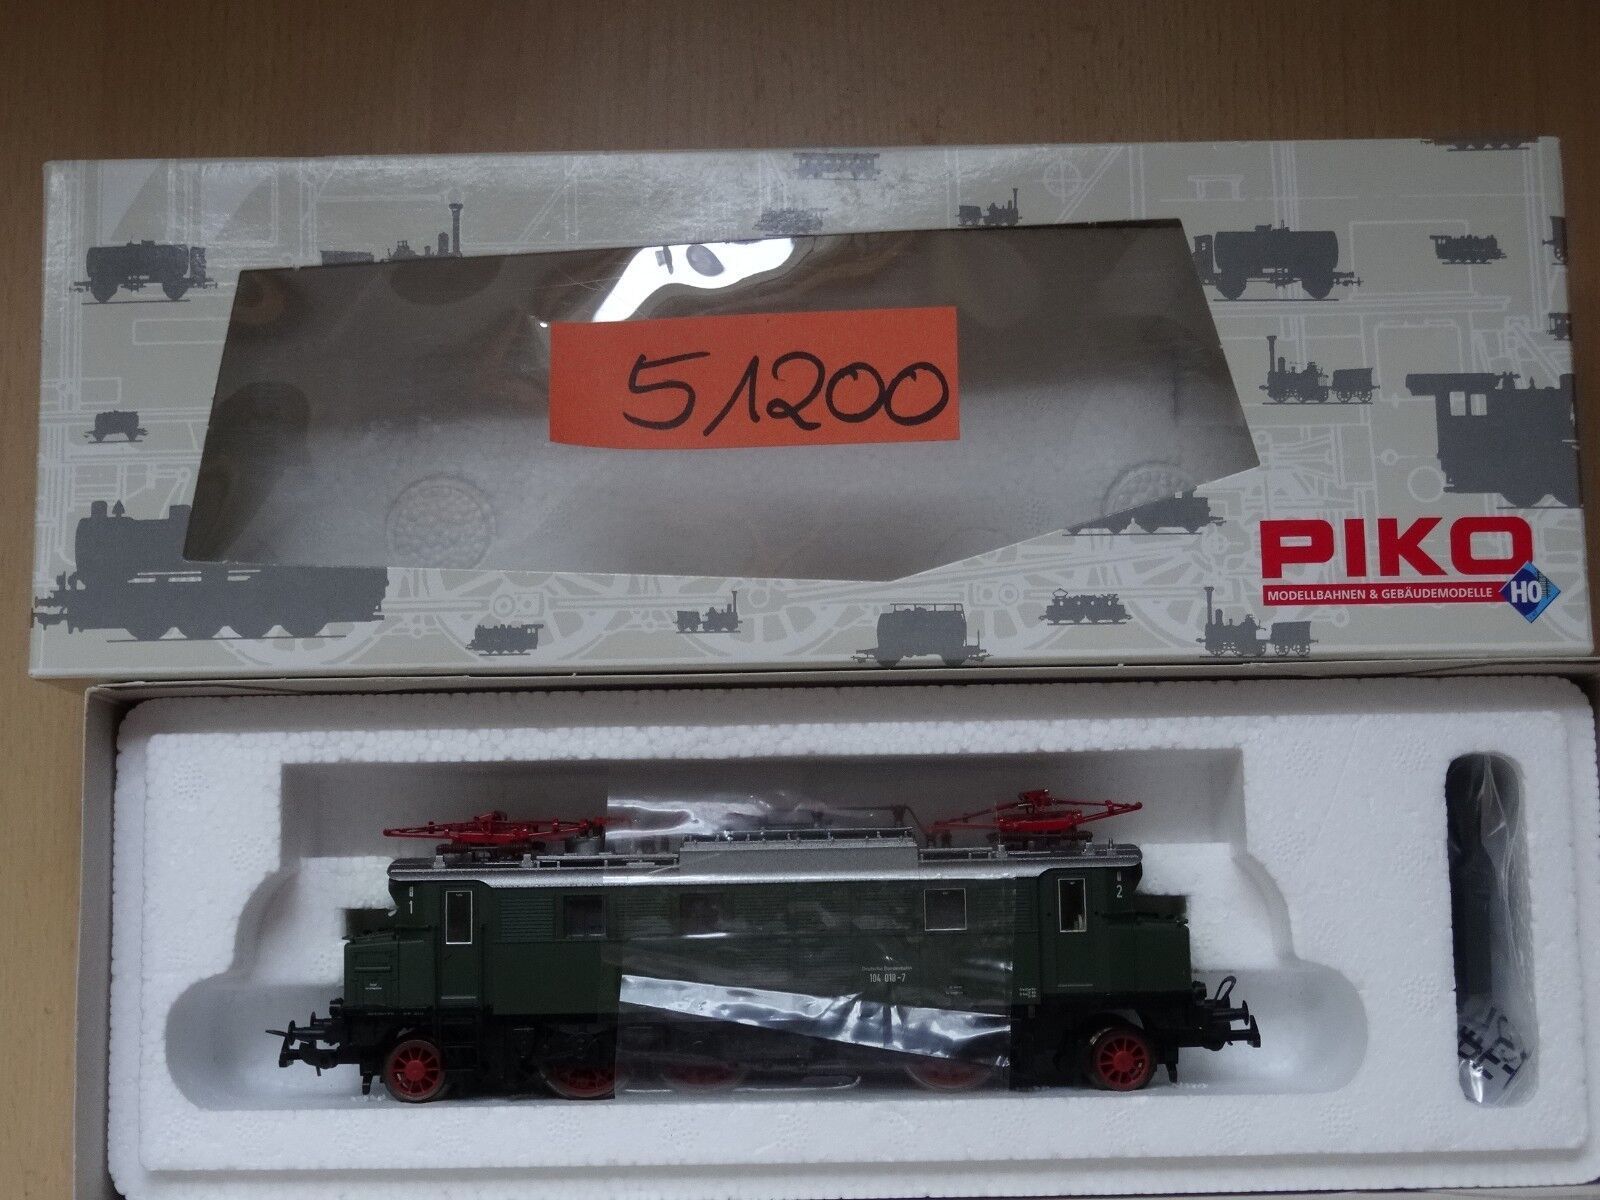 51200
PIKO
MODELLBAHNEN & GEBÄUDEMODELLE
H0
1
2
Deutsche Bundesbahn
104 018-7